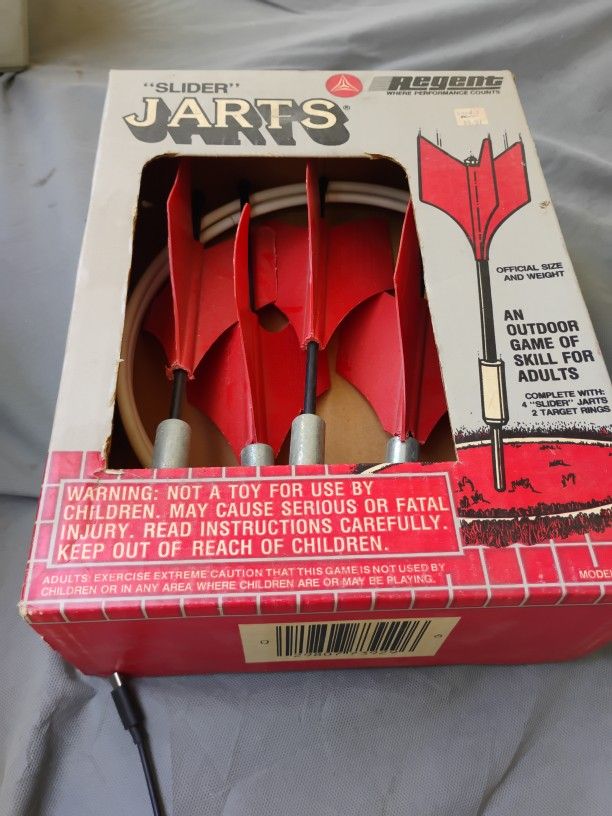 "SLIDER"
JARTS®
Regent
WHERE PERFORMANCE COUNTS
OFFICIAL SIZE
AND WEIGHT
AN
OUTDOOR
GAME OF
SKILL FOR
ADULTS
COMPLETE WITH:
4 "SLIDER" JARTS
2 TARGET RINGS
WARNING: NOT A TOY FOR USE BY
CHILDREN. MAY CAUSE SERIOUS OR FATAL
INJURY. READ INSTRUCTIONS CAREFULLY.
KEEP OUT OF REACH OF CHILDREN.
ADULTS EXERCISE EXTREME CAUTION THAT THIS GAME IS NOT USED BY
CHILDREN OR IN ANY AREA WHERE CHILDREN ARE OR MAY BE PLAYING.
MODEL